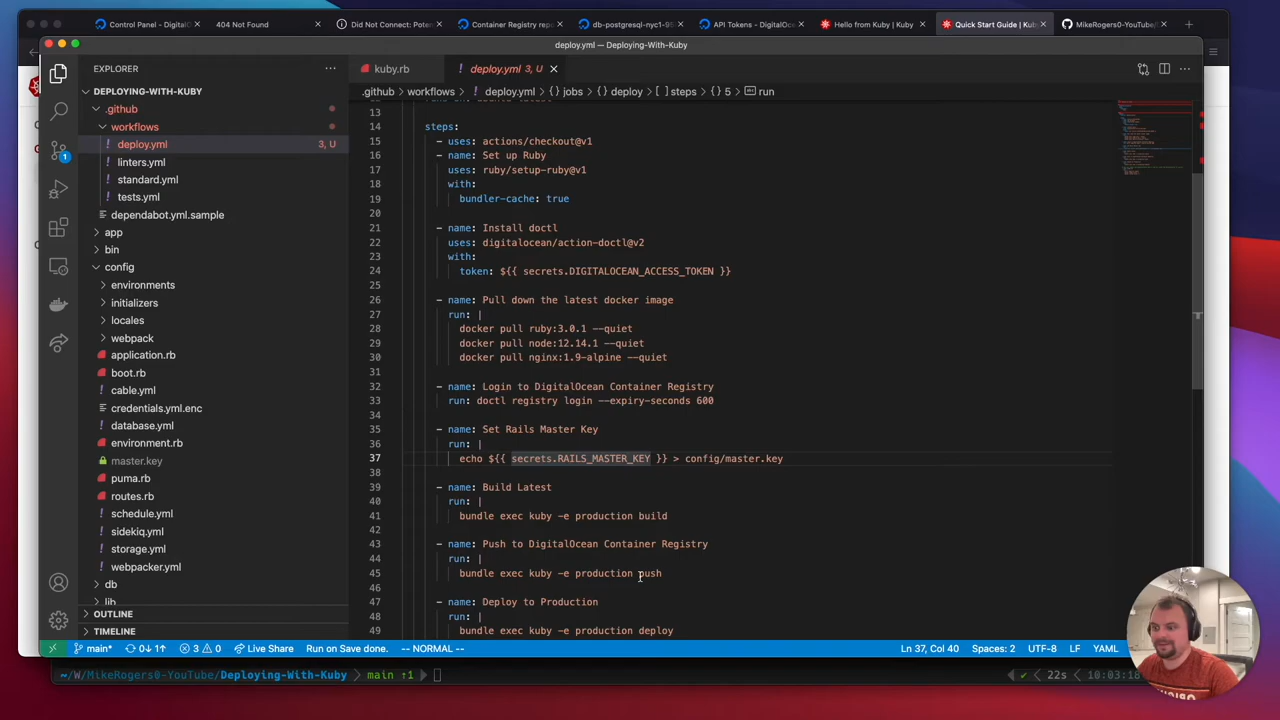 Control Panel - DigitalO
404 Not Found
Did Not Connect: Poten
Container Registry repo
db-postgresql-nyc1-95
API Tokens - DigitalOce
Hello from Kuby | Kuby
Quick Start Guide | Kub
MikeRogers0-YouTube/D
deploy.yml — Deploying-With-Kuby
EXPLORER
kuby.rb
deploy.yml 3, U
.github > workflows > deploy.yml > {} jobs > {} deploy > [ ] steps > {} 5 > run
DEPLOYING-WITH-KUBY
.github
workflows
deploy.yml 3, U
linters.yml
standard.yml
tests.yml
dependabot.yml.sample
app
bin
config
environments
initializers
locales
webpack
application.rb
boot.rb
cable.yml
credentials.yml.enc
database.yml
environment.rb
master.key
puma.rb
routes.rb
schedule.yml
sidekiq.yml
storage.yml
webpacker.yml
db
lib
OUTLINE
TIMELINE
13
14 steps:
15 - uses: actions/checkout@v1
16 - name: Set up Ruby
17 uses: ruby/setup-ruby@v1
18 with:
19 bundler-cache: true
20
21 - name: Install doctl
22 uses: digitalocean/action-doctl@v2
23 with:
24 token: ${{ secrets.DIGITALOCEAN_ACCESS_TOKEN }}
25
26 - name: Pull down the latest docker image
27 run: |
28 docker pull ruby:3.0.1 --quiet
29 docker pull node:12.14.1 --quiet
30 docker pull nginx:1.9-alpine --quiet
31
32 - name: Login to DigitalOcean Container Registry
33 run: doctl registry login --expiry-seconds 600
34
35 - name: Set Rails Master Key
36 run: |
37 echo ${{ secrets.RAILS_MASTER_KEY }} > config/master.key
38
39 - name: Build Latest
40 run: |
41 bundle exec kuby -e production build
42
43 - name: Push to DigitalOcean Container Registry
44 run: |
45 bundle exec kuby -e production push
46
47 - name: Deploy to Production
48 run: |
49 bundle exec kuby -e production deploy
main* 0↓ 1↑ 3 0 Live Share Run on Save done. -- NORMAL -- Ln 37, Col 40 Spaces: 2 UTF-8 LF YAML
~/W/MikeRogers0-YouTube/Deploying-With-Kuby main ↑1 ✔ 22s 10:03:18